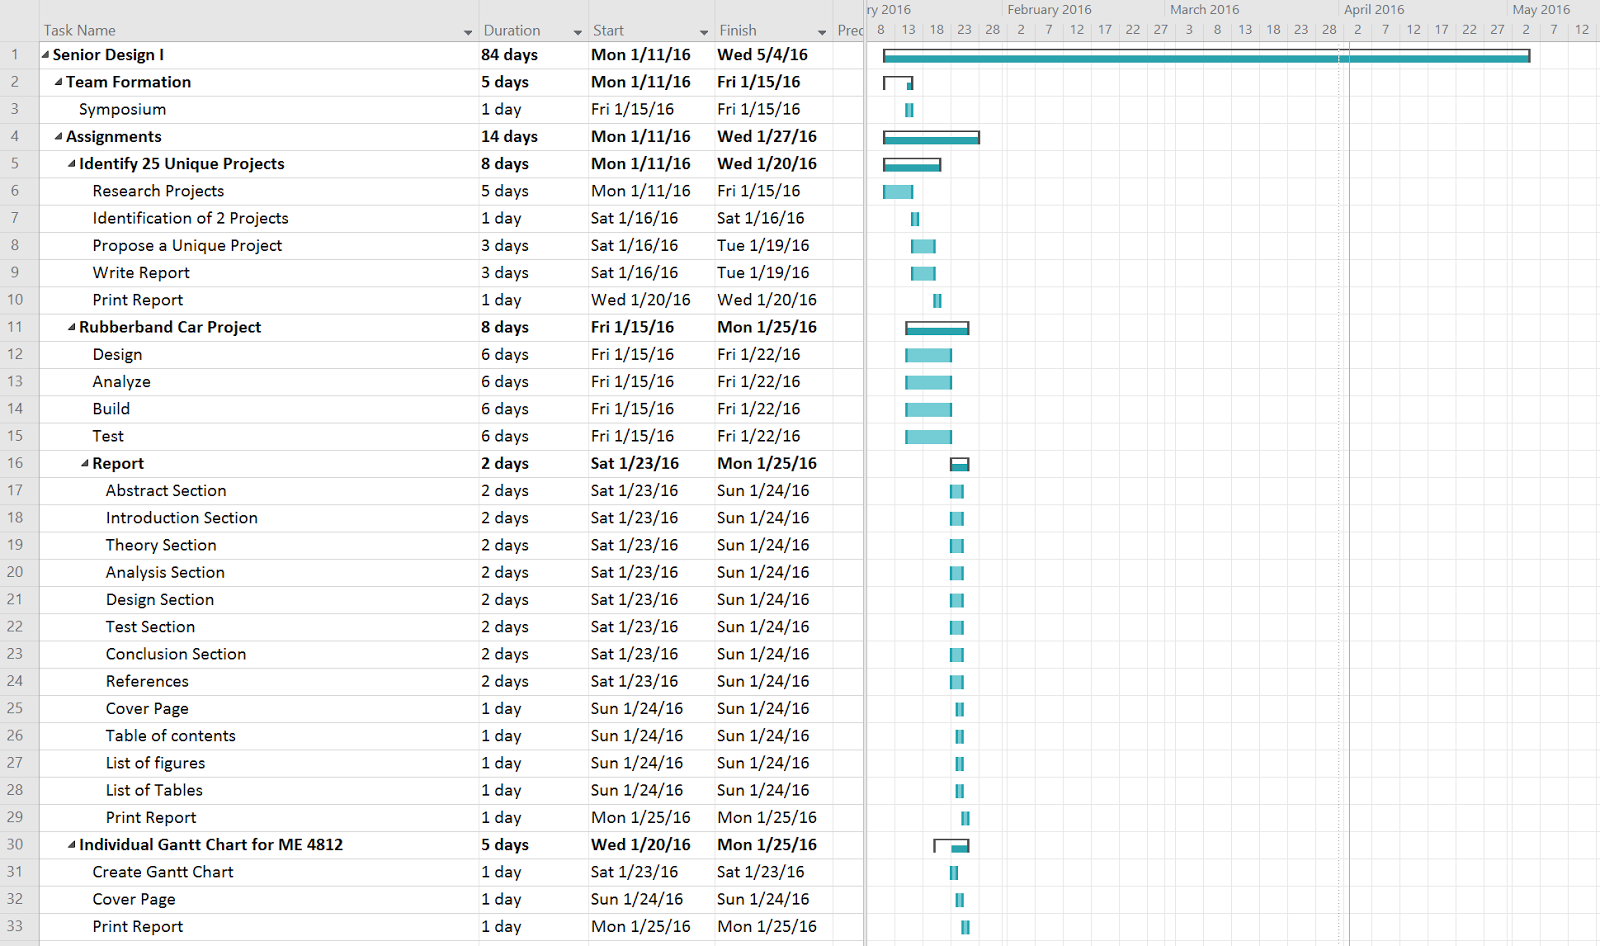 ry 2016 February 2016 March 2016 April 2016 May 2016
Task Name Duration Start Finish Pred 8 13 18 23 28 2 7 12 17 22 27 3 8 13 18 23 28 2 7 12 17 22 27 2 7 12
1 Senior Design I 84 days Mon 1/11/16 Wed 5/4/16
2 Team Formation 5 days Mon 1/11/16 Fri 1/15/16
3 Symposium 1 day Fri 1/15/16 Fri 1/15/16
4 Assignments 14 days Mon 1/11/16 Wed 1/27/16
5 Identify 25 Unique Projects 8 days Mon 1/11/16 Wed 1/20/16
6 Research Projects 5 days Mon 1/11/16 Fri 1/15/16
7 Identification of 2 Projects 1 day Sat 1/16/16 Sat 1/16/16
8 Propose a Unique Project 3 days Sat 1/16/16 Tue 1/19/16
9 Write Report 3 days Sat 1/16/16 Tue 1/19/16
10 Print Report 1 day Wed 1/20/16 Wed 1/20/16
11 Rubberband Car Project 8 days Fri 1/15/16 Mon 1/25/16
12 Design 6 days Fri 1/15/16 Fri 1/22/16
13 Analyze 6 days Fri 1/15/16 Fri 1/22/16
14 Build 6 days Fri 1/15/16 Fri 1/22/16
15 Test 6 days Fri 1/15/16 Fri 1/22/16
16 Report 2 days Sat 1/23/16 Mon 1/25/16
17 Abstract Section 2 days Sat 1/23/16 Sun 1/24/16
18 Introduction Section 2 days Sat 1/23/16 Sun 1/24/16
19 Theory Section 2 days Sat 1/23/16 Sun 1/24/16
20 Analysis Section 2 days Sat 1/23/16 Sun 1/24/16
21 Design Section 2 days Sat 1/23/16 Sun 1/24/16
22 Test Section 2 days Sat 1/23/16 Sun 1/24/16
23 Conclusion Section 2 days Sat 1/23/16 Sun 1/24/16
24 References 2 days Sat 1/23/16 Sun 1/24/16
25 Cover Page 1 day Sun 1/24/16 Sun 1/24/16
26 Table of contents 1 day Sun 1/24/16 Sun 1/24/16
27 List of figures 1 day Sun 1/24/16 Sun 1/24/16
28 List of Tables 1 day Sun 1/24/16 Sun 1/24/16
29 Print Report 1 day Mon 1/25/16 Mon 1/25/16
30 Individual Gantt Chart for ME 4812 5 days Wed 1/20/16 Mon 1/25/16
31 Create Gantt Chart 1 day Sat 1/23/16 Sat 1/23/16
32 Cover Page 1 day Sun 1/24/16 Sun 1/24/16
33 Print Report 1 day Mon 1/25/16 Mon 1/25/16